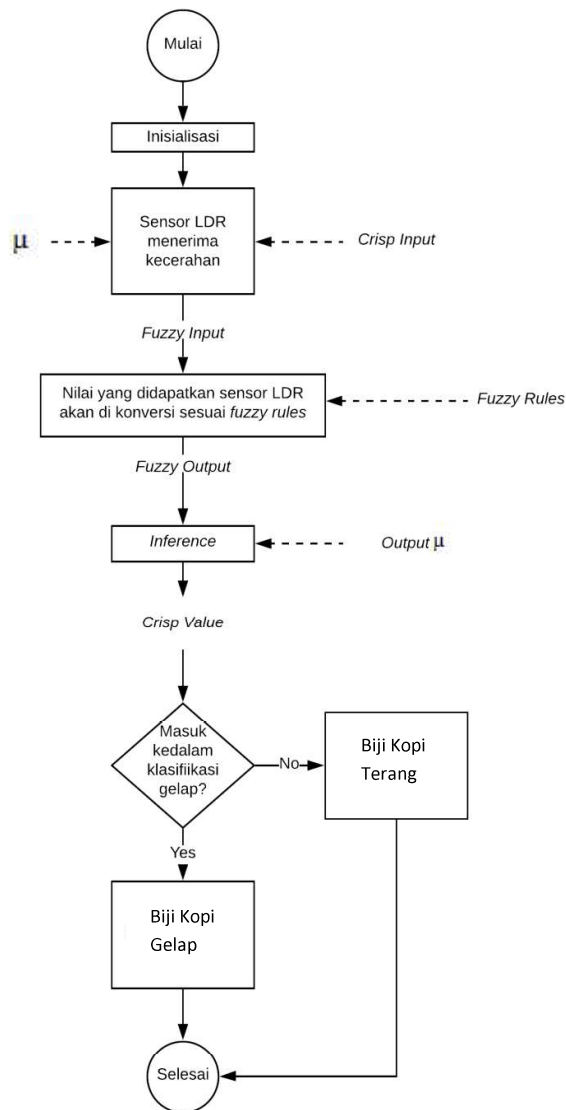 Mulai
Inisialisasi
Sensor LDR
menerima
kecerahan
μ
Crisp Input
Fuzzy Input
Nilai yang didapatkan sensor LDR
akan di konversi sesuai fuzzy rules
Fuzzy Rules
Fuzzy Output
Inference
Output μ
Crisp Value
Masuk
kedalam
klasifiikasi
gelap?
No
Biji Kopi
Terang
Yes
Biji Kopi
Gelap
Selesai